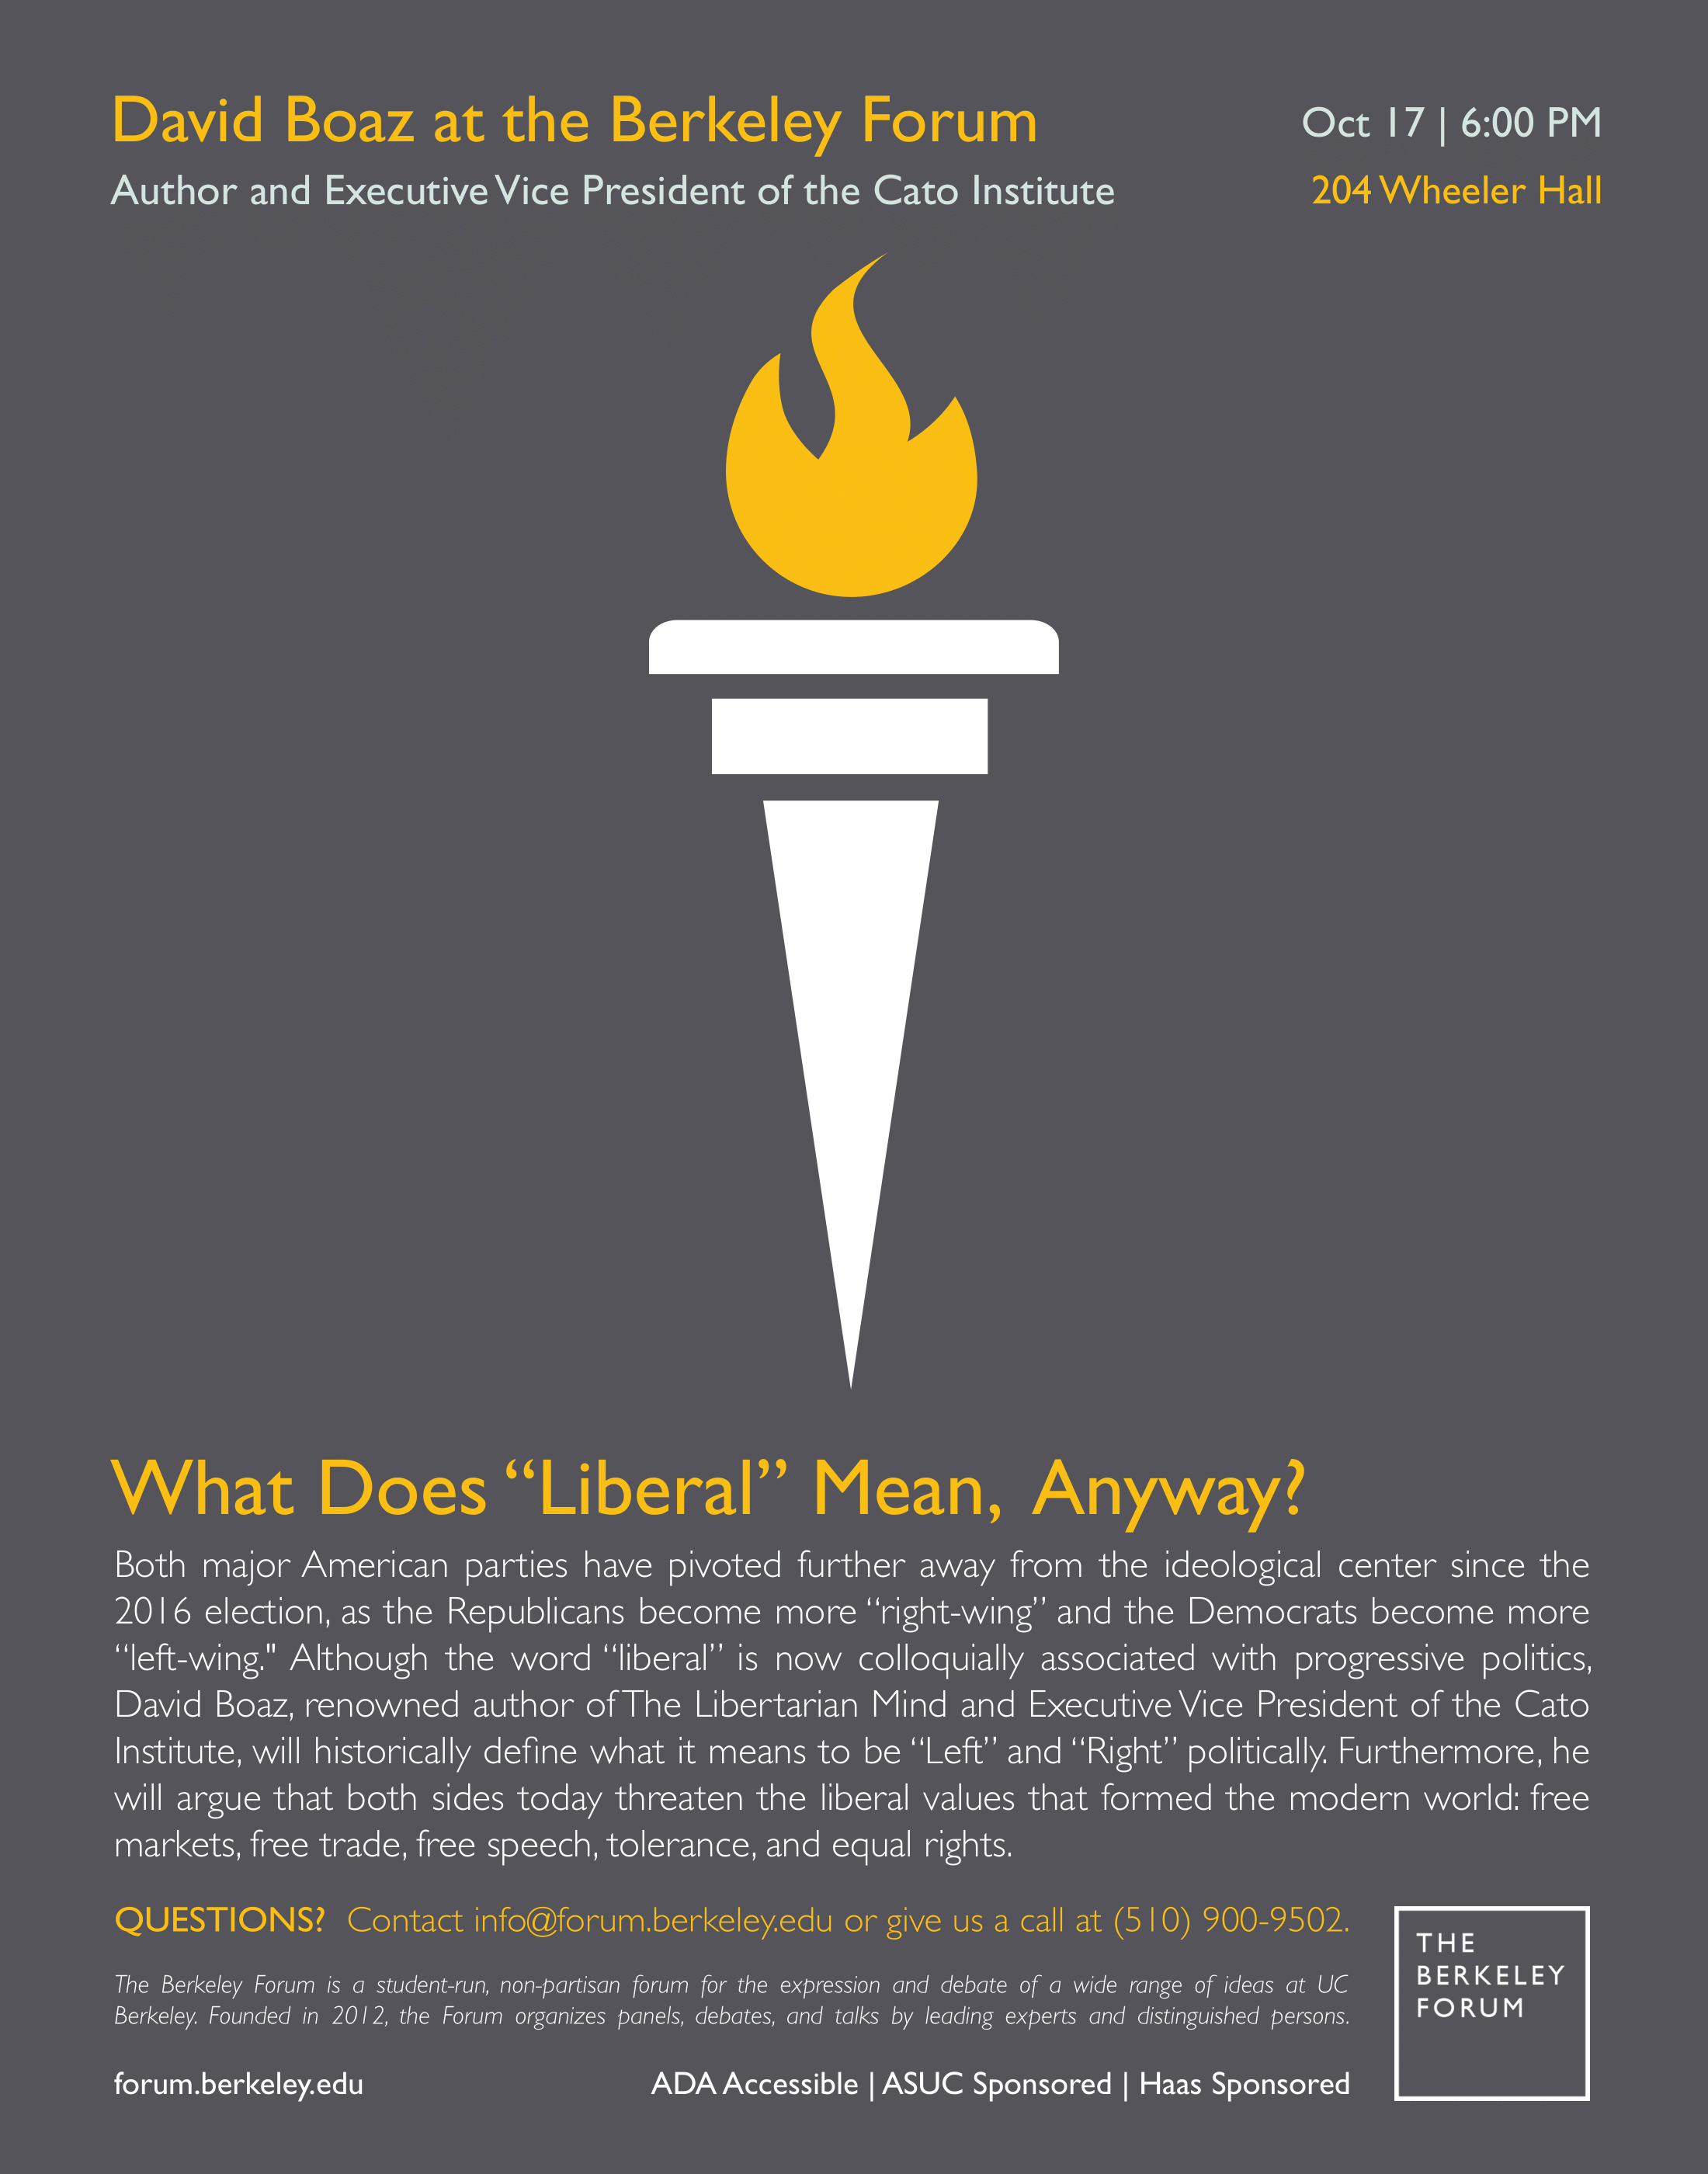 David Boaz at the Berkeley Forum
Author and Executive Vice President of the Cato Institute
Oct 17 | 6:00 PM
204 Wheeler Hall
What Does “Liberal” Mean, Anyway?
Both major American parties have pivoted further away from the ideological center since the
2016 election, as the Republicans become more “right-wing” and the Democrats become more
“left-wing." Although the word “liberal” is now colloquially associated with progressive politics,
David Boaz, renowned author of The Libertarian Mind and Executive Vice President of the Cato
Institute, will historically define what it means to be “Left” and “Right” politically. Furthermore, he
will argue that both sides today threaten the liberal values that formed the modern world: free
markets, free trade, free speech, tolerance, and equal rights.
QUESTIONS? Contact info@forum.berkeley.edu or give us a call at (510) 900-9502.
The Berkeley Forum is a student-run, non-partisan forum for the expression and debate of a wide range of ideas at UC
Berkeley. Founded in 2012, the Forum organizes panels, debates, and talks by leading experts and distinguished persons.
forum.berkeley.edu
ADA Accessible | ASUC Sponsored | Haas Sponsored
THE
BERKELEY
FORUM